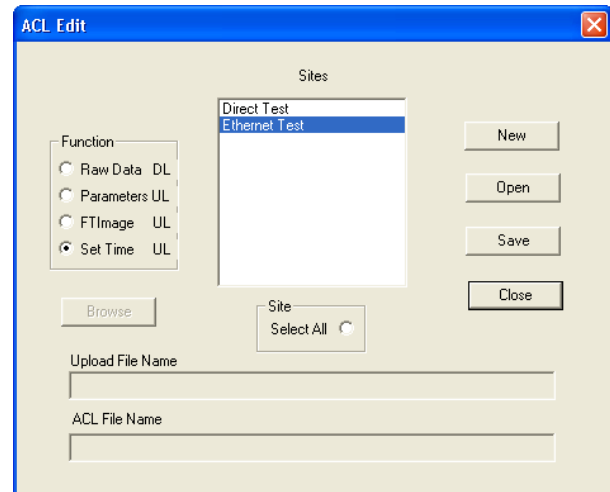 ACL Edit
Sites
Direct Test
Ethernet Test
Function
Raw Data DL
Parameters UL
FTImage UL
Set Time UL
New
Open
Save
Close
Browse
Site
Select All
Upload File Name
ACL File Name